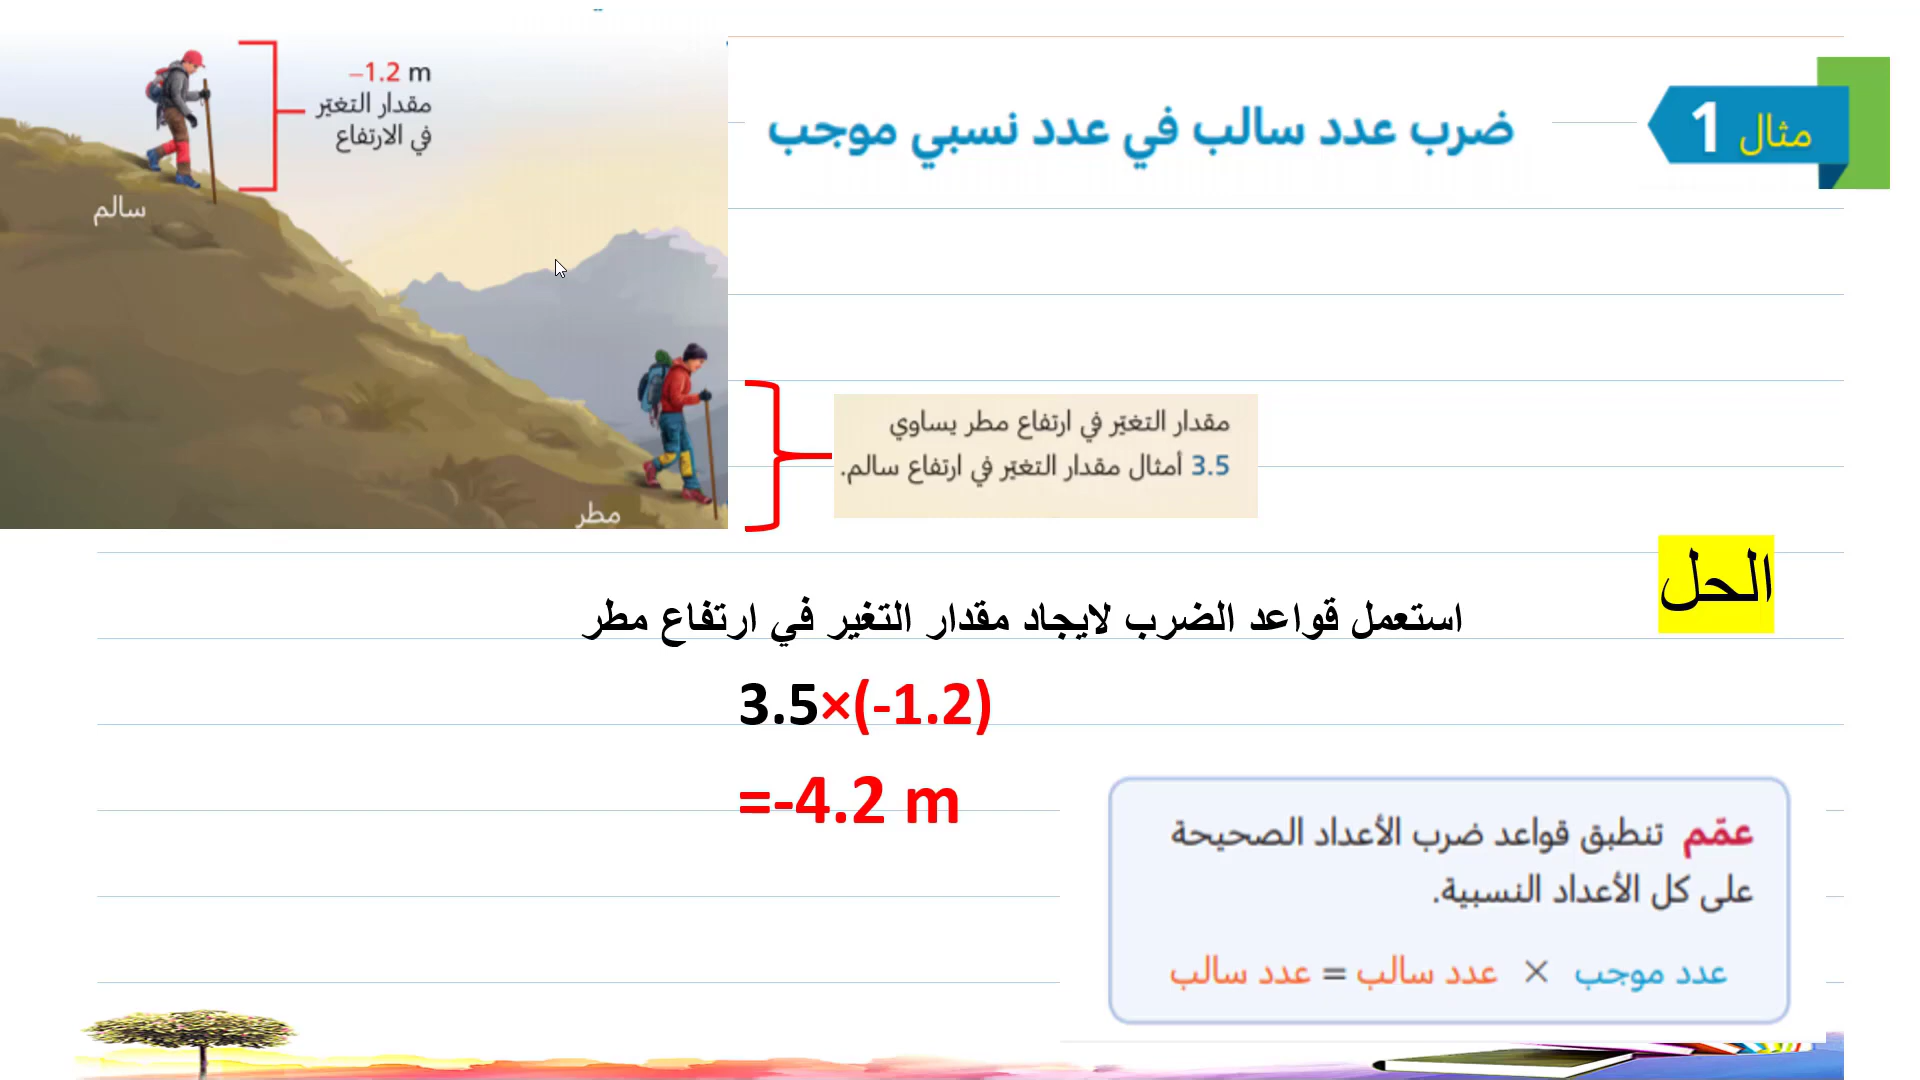 مثال 1
ضرب عدد سالب في عدد نسبي موجب
–1.2 m
مقدار التغيّر
في الارتفاع
سالم
مطر
مقدار التغيّر في ارتفاع مطر يساوي
3.5 أمثال مقدار التغيّر في ارتفاع سالم.
الحل
استعمل قواعد الضرب لايجاد مقدار التغير في ارتفاع مطر
3.5×(-1.2)
=-4.2 m
عمّم تنطبق قواعد ضرب الأعداد الصحيحة
على كل الأعداد النسبية.
عدد موجب × عدد سالب = عدد سالب